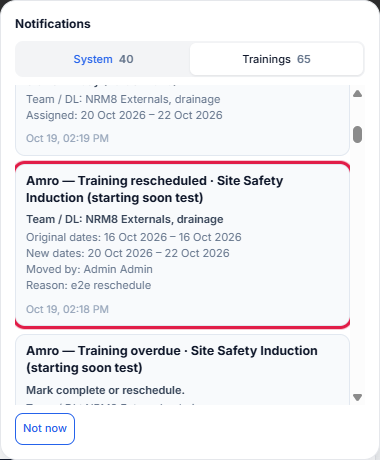 Notifications
System 40
Trainings 65
Team / DL: NRM8 Externals, drainage
Assigned: 20 Oct 2026 – 22 Oct 2026
Oct 19, 02:19 PM
Amro — Training rescheduled · Site Safety
Induction (starting soon test)
Team / DL: NRM8 Externals, drainage
Original dates: 16 Oct 2026 – 16 Oct 2026
New dates: 20 Oct 2026 – 22 Oct 2026
Moved by: Admin Admin
Reason: e2e reschedule
Oct 19, 02:18 PM
Amro — Training overdue · Site Safety Induction
(starting soon test)
Mark complete or reschedule.
Not now